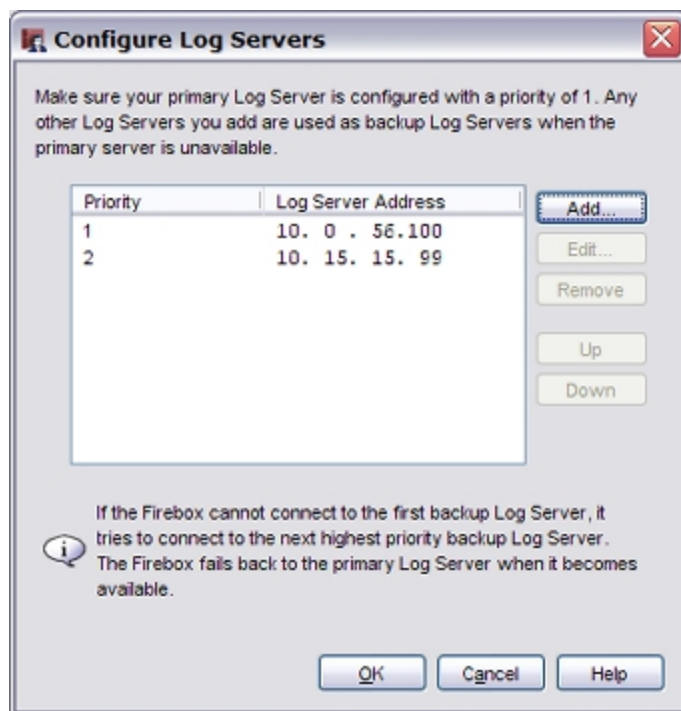 Configure Log Servers
Make sure your primary Log Server is configured with a priority of 1. Any
other Log Servers you add are used as backup Log Servers when the
primary server is unavailable.
Priority Log Server Address
1 10. 0 . 56.100
2 10. 15. 15. 99
Add...
Edit...
Remove
Up
Down
If the Firebox cannot connect to the first backup Log Server, it
tries to connect to the next highest priority backup Log Server.
The Firebox fails back to the primary Log Server when it becomes
available.
OK Cancel Help